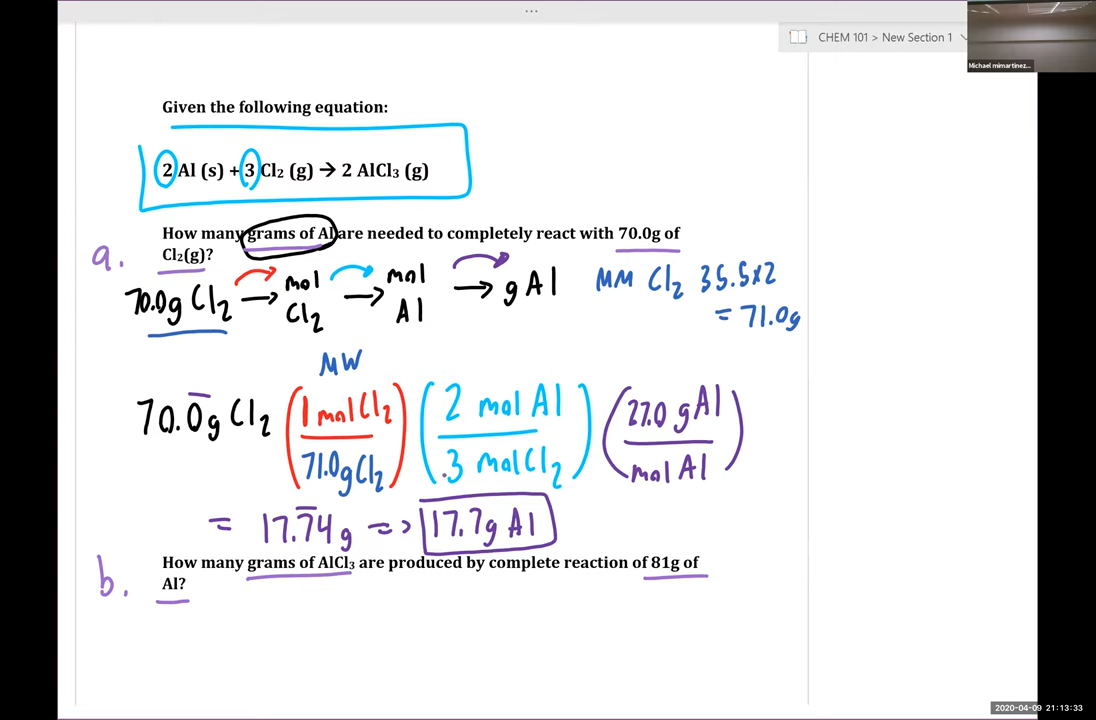 CHEM 101 > New Section 1
Michael mimartinez...
Given the following equation:
2 Al (s) + 3 Cl₂ (g) → 2 AlCl₃ (g)
How many grams of Al are needed to completely react with 70.0g of
a.
Cl₂(g)?
70.0g Cl₂ → mol Cl₂ → mol Al → g Al
MM Cl₂ 35.5x2
= 71.0g
MW
70.0g Cl₂ (1 mol Cl₂ / 71.0g Cl₂) (2 mol Al / 3 mol Cl₂) (27.0 g Al / mol Al)
= 17.74g => 17.7g Al
b.
How many grams of AlCl₃ are produced by complete reaction of 81g of
Al?
2020-04-09 21:13:33